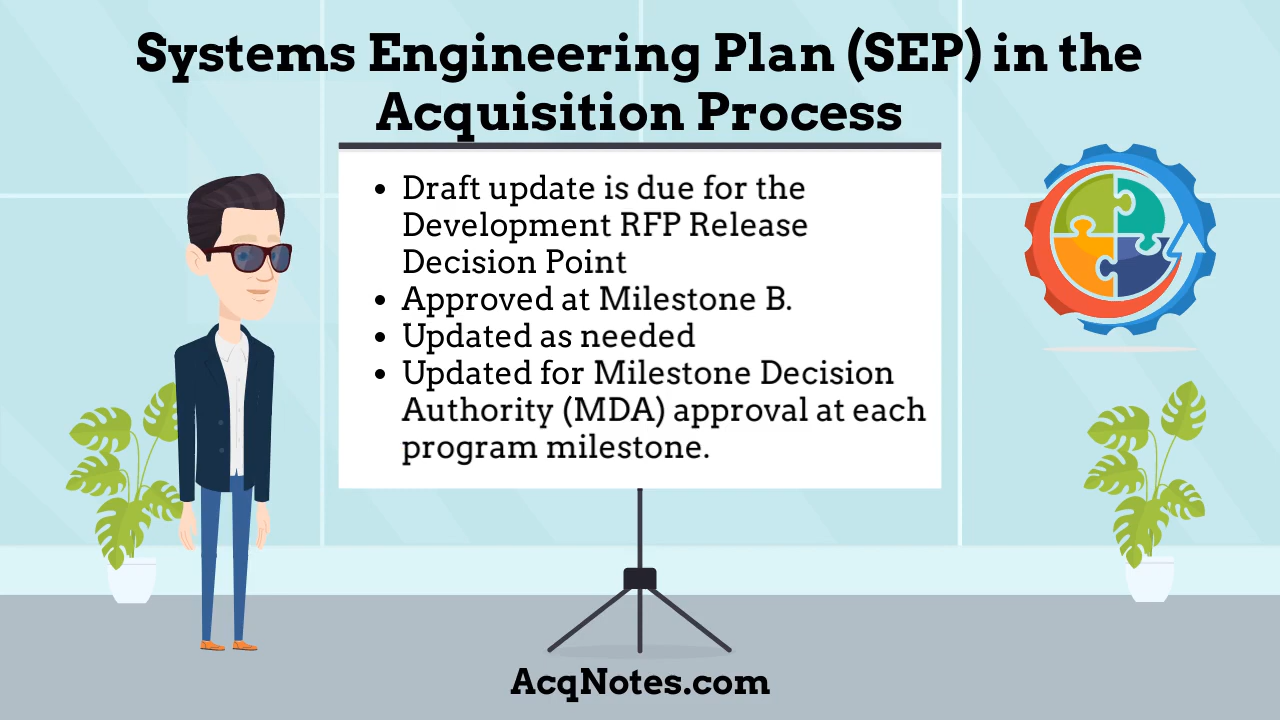 Systems Engineering Plan (SEP) in the
Acquisition Process
• Draft update is due for the
Development RFP Release
Decision Point
• Approved at Milestone B.
• Updated as needed
• Updated for Milestone Decision
Authority (MDA) approval at each
program milestone.
AcqNotes.com